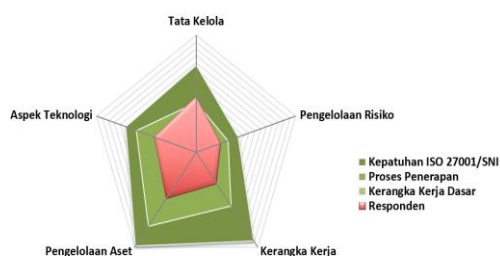 Tata Kelola
Aspek Teknologi
Pengelolaan Risiko
Kepatuhan ISO 27001/SNI
Proses Penerapan
Kerangka Kerja Dasar
Responden
Pengelolaan Aset
Kerangka Kerja